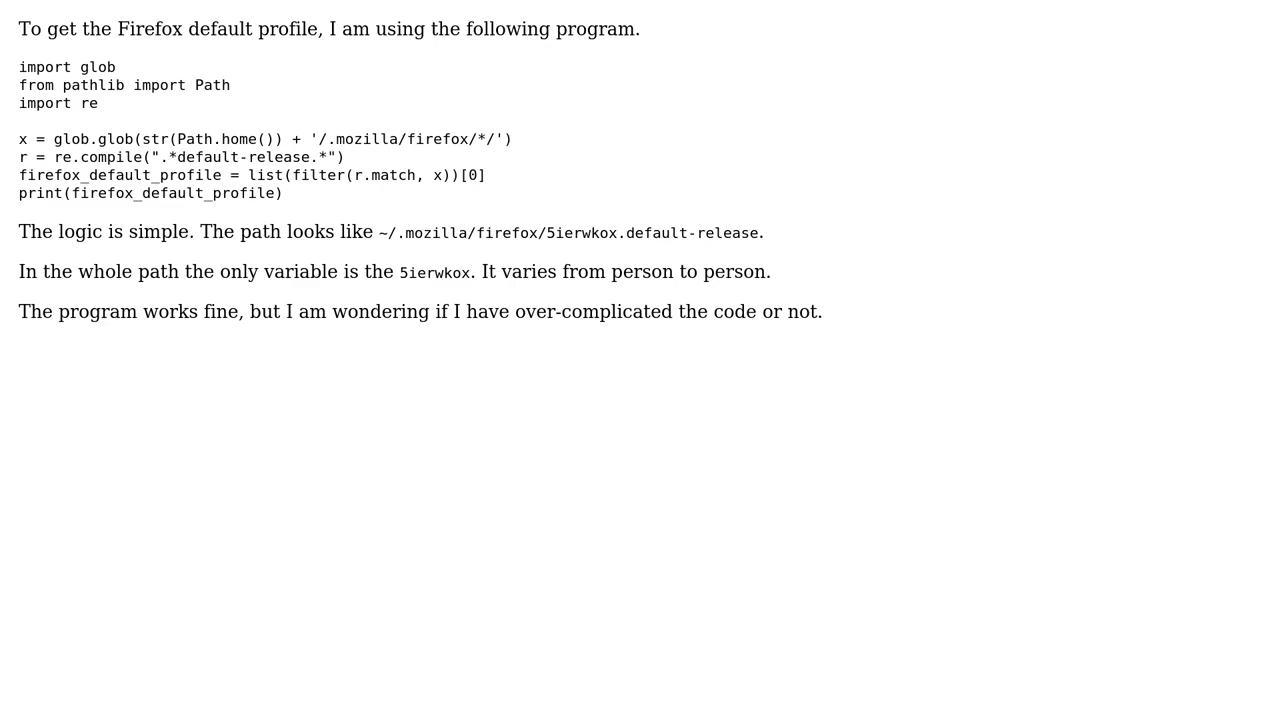 To get the Firefox default profile, I am using the following program.
import glob
from pathlib import Path
import re
x = glob.glob(str(Path.home()) + '/.mozilla/firefox/*/')
r = re.compile(".*default-release.*")
firefox_default_profile = list(filter(r.match, x))[0]
print(firefox_default_profile)
The logic is simple. The path looks like ~/.mozilla/firefox/5ierwkox.default-release.
In the whole path the only variable is the 5ierwkox. It varies from person to person.
The program works fine, but I am wondering if I have over-complicated the code or not.